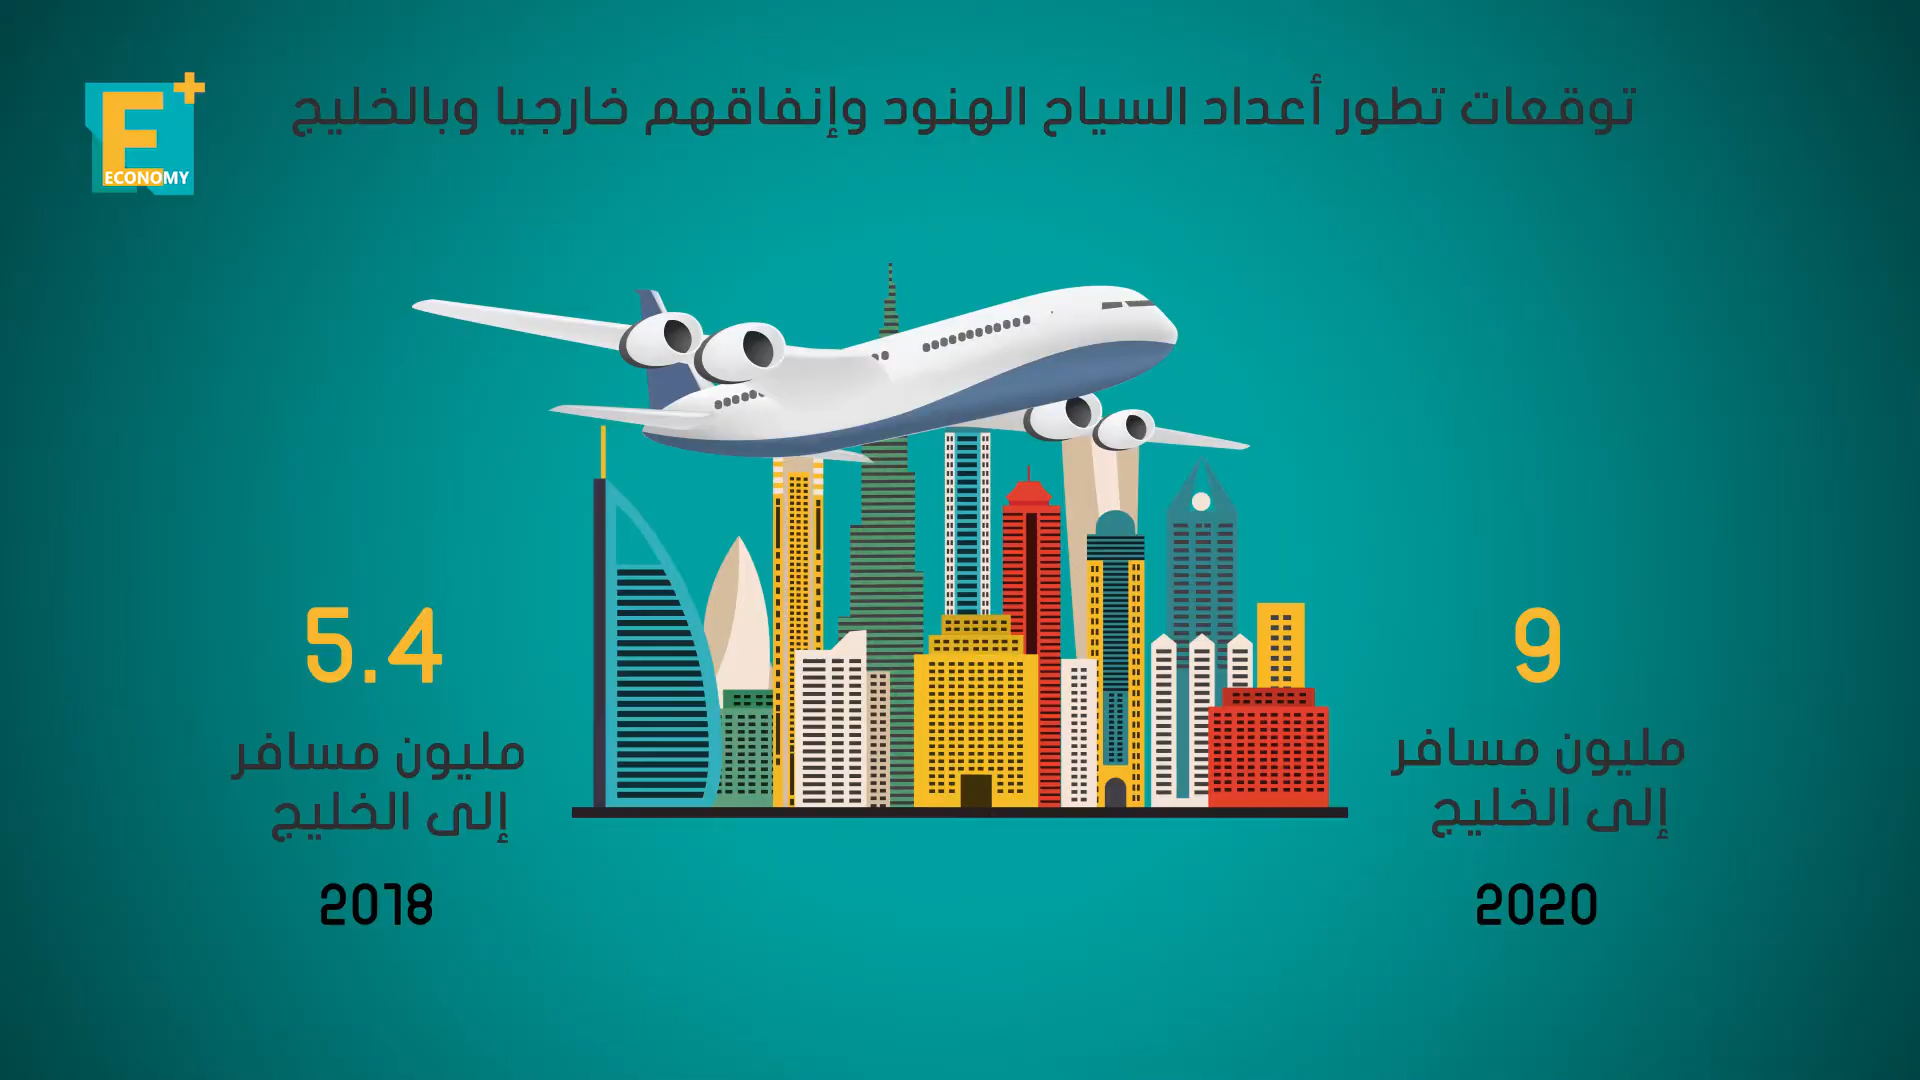 توقعات تطور أعداد السياح الهنود وإنفاقهم خارجيا وبالخليج
E+
ECONOMY
9
مليون مسافر
إلى الخليج
2020
5.4
مليون مسافر
إلى الخليج
2018